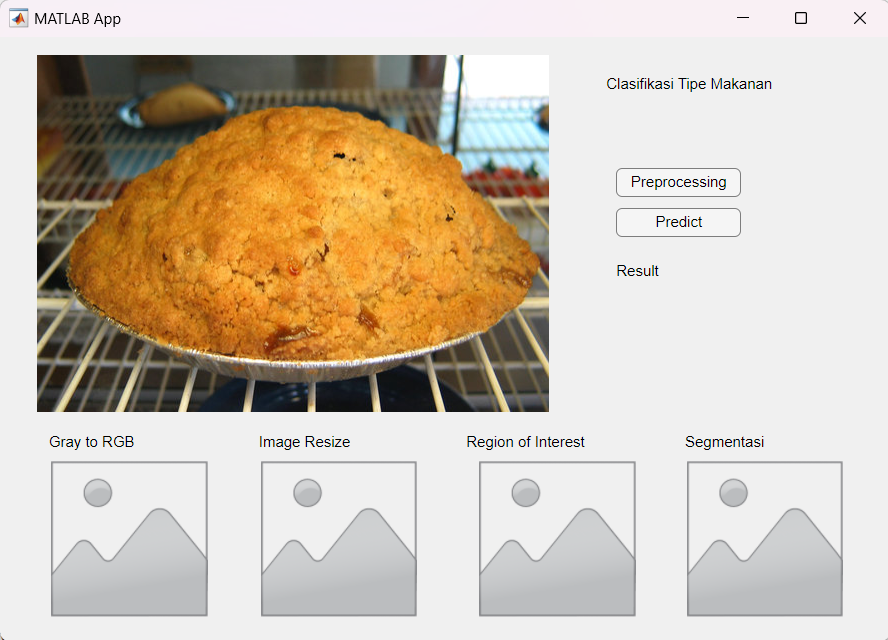 MATLAB App
Clasifikasi Tipe Makanan
Preprocessing
Predict
Result
Gray to RGB
Image Resize
Region of Interest
Segmentasi